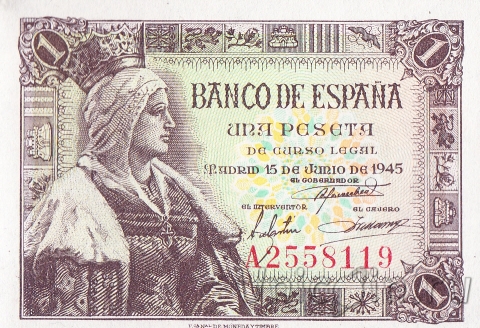 1
1
BANCO DE ESPAÑA
UNA PESETA
DE CURSO LEGAL
MADRID 15 DE JUNIO DE 1945
EL GOBERNADOR
EL INTERVENTOR
EL CAJERO
A2558119
1